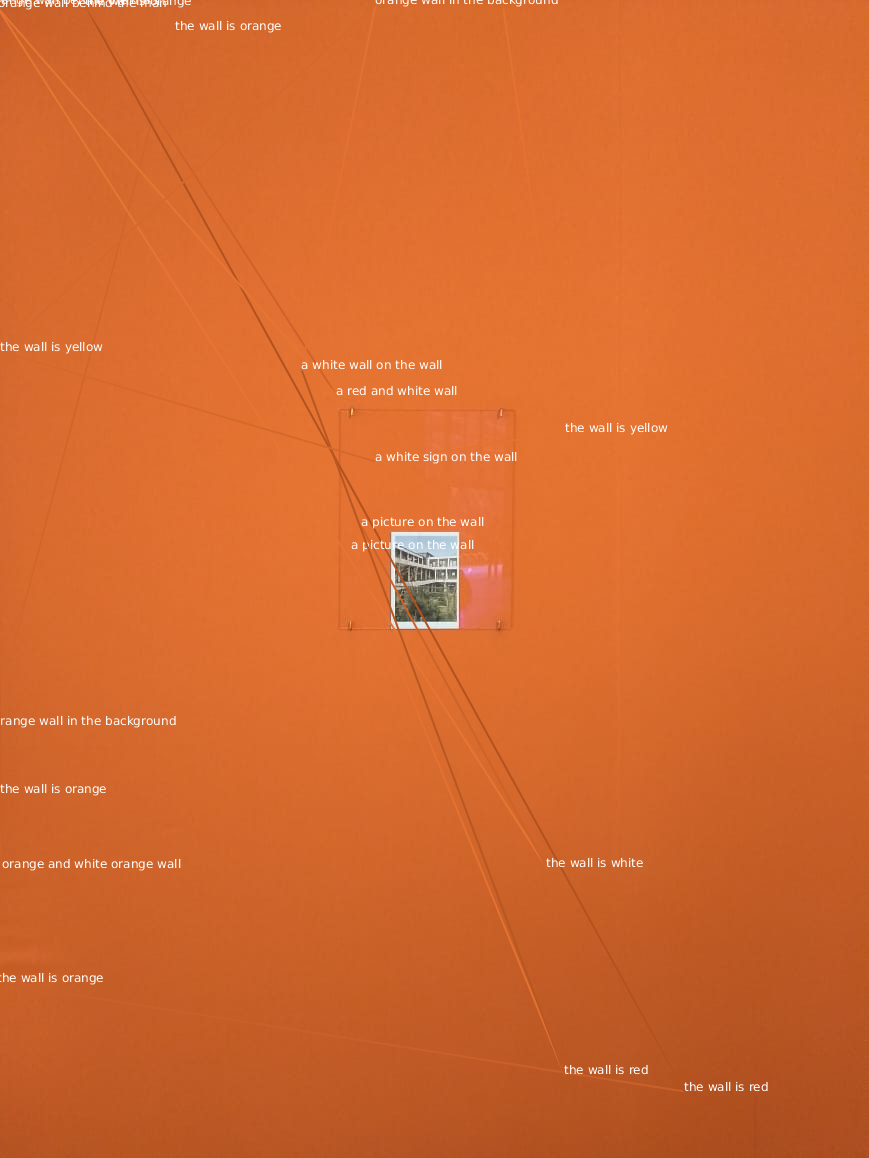 orange wall behind the man
orange wall in the background
the wall is orange
the wall is yellow
a white wall on the wall
a red and white wall
the wall is yellow
a white sign on the wall
a picture on the wall
a picture on the wall
range wall in the background
the wall is orange
orange and white orange wall
the wall is white
the wall is orange
the wall is red
the wall is red